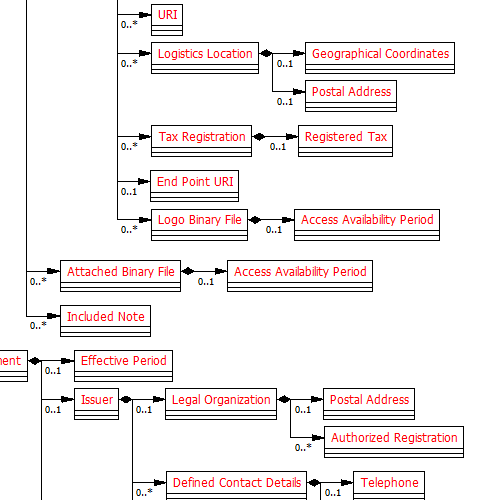 URI
0..*
Logistics Location
Geographical Coordinates
0..*
0..1
Postal Address
0..1
Tax Registration
Registered Tax
0..*
0..1
End Point URI
0..1
Logo Binary File
Access Availability Period
0..*
0..1
Attached Binary File
Access Availability Period
0..*
0..1
Included Note
0..*
ment
Effective Period
0..1
Issuer
Legal Organization
Postal Address
0..1
0..1
0..1
Authorized Registration
0..*
Defined Contact Details
Telephone
0..*
0..1